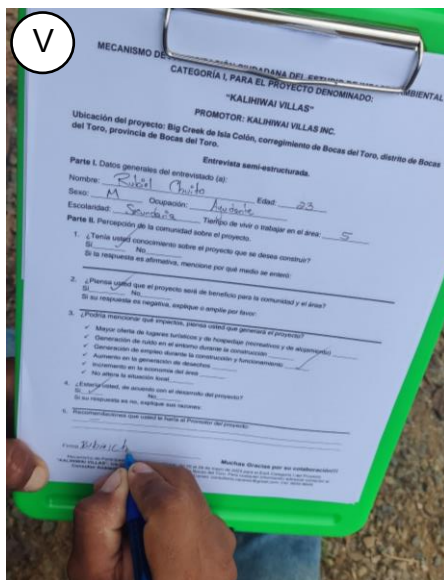 V
MECANISMO DE PARTICIPACIÓN CIUDADANA DEL ESTUDIO DE IMPACTO AMBIENTAL
CATEGORÍA I, PARA EL PROYECTO DENOMINADO:
"KALIHIWAI VILLAS"
PROMOTOR: KALIHIWAI VILLAS INC.
Ubicación del proyecto: Big Creek de Isla Colón, corregimiento de Bocas del Toro, distrito de Bocas
del Toro, provincia de Bocas del Toro.
Entrevista semi-estructurada.
Parte I. Datos generales del entrevistado (a):
Nombre: Rubiel Edad: 23
Sexo: M Ocupación: Ayudante
Escolaridad: Secundaria Tiempo de vivir o trabajar en el área: 5
Parte II. Percepción de la comunidad sobre el proyecto.
1. ¿Tenía usted conocimiento sobre el proyecto que se desea construir?
Si No
Si la respuesta es afirmativa, mencione por qué medio se enteró:
2. ¿Piensa usted que el proyecto será de beneficio para la comunidad y el área?
Si No
Si su respuesta es negativa, explique o amplíe por favor:
3. ¿Podría mencionar qué impactos, piensa usted que generará el proyecto?
✓ Mayor oferta de lugares turísticos y de hospedaje (recreativos y de alojamiento)
✓ Generación de ruido en el entorno durante la construcción
✓ Generación de empleo durante la construcción y funcionamiento
✓ Aumento en la generación de desechos
✓ Incremento en la economía del área
✓ No altera la situación local
4. ¿Estaría usted, de acuerdo con el desarrollo del proyecto?
Si No
Si su respuesta es no, explique sus razones:
5. Recomendaciones que usted le haría al Promotor del proyecto:
Firma
Muchas Gracias por su colaboración!!!